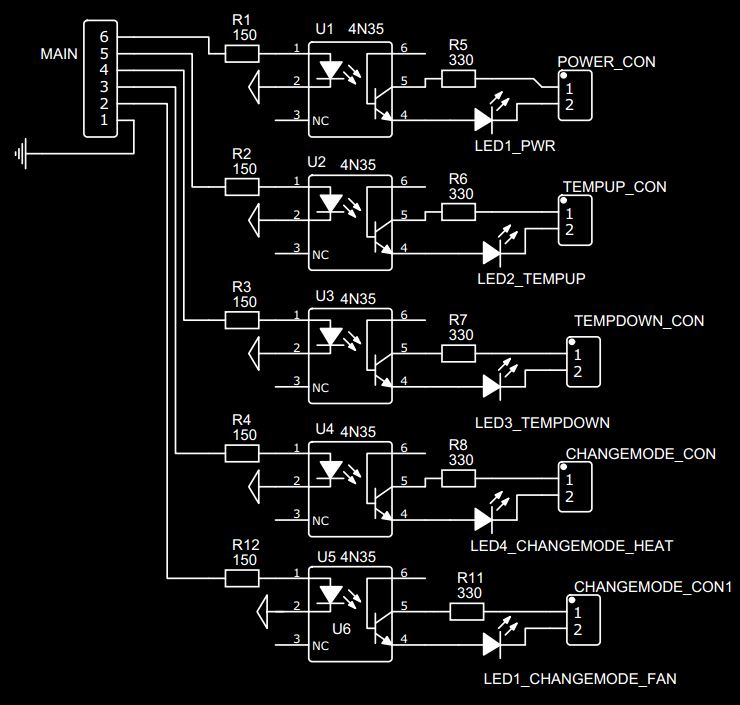 MAIN
6
5
4
3
2
1
R1
150
U1 4N35
1
2
3 NC
6
5
4
R5
330
POWER_CON
1
2
LED1_PWR
R2
150
U2 4N35
1
2
3 NC
6
5
4
R6
330
TEMPUP_CON
1
2
LED2_TEMPUP
R3
150
U3 4N35
1
2
3 NC
6
5
4
R7
330
TEMPDOWN_CON
1
2
LED3_TEMPDOWN
R4
150
U4 4N35
1
2
3 NC
6
5
4
R8
330
CHANGEMODE_CON
1
2
LED4_CHANGEMODE_HEAT
R12
150
U5 4N35
1
2
3 NC
U6
6
5
4
R11
330
CHANGEMODE_CON1
1
2
LED1_CHANGEMODE_FAN